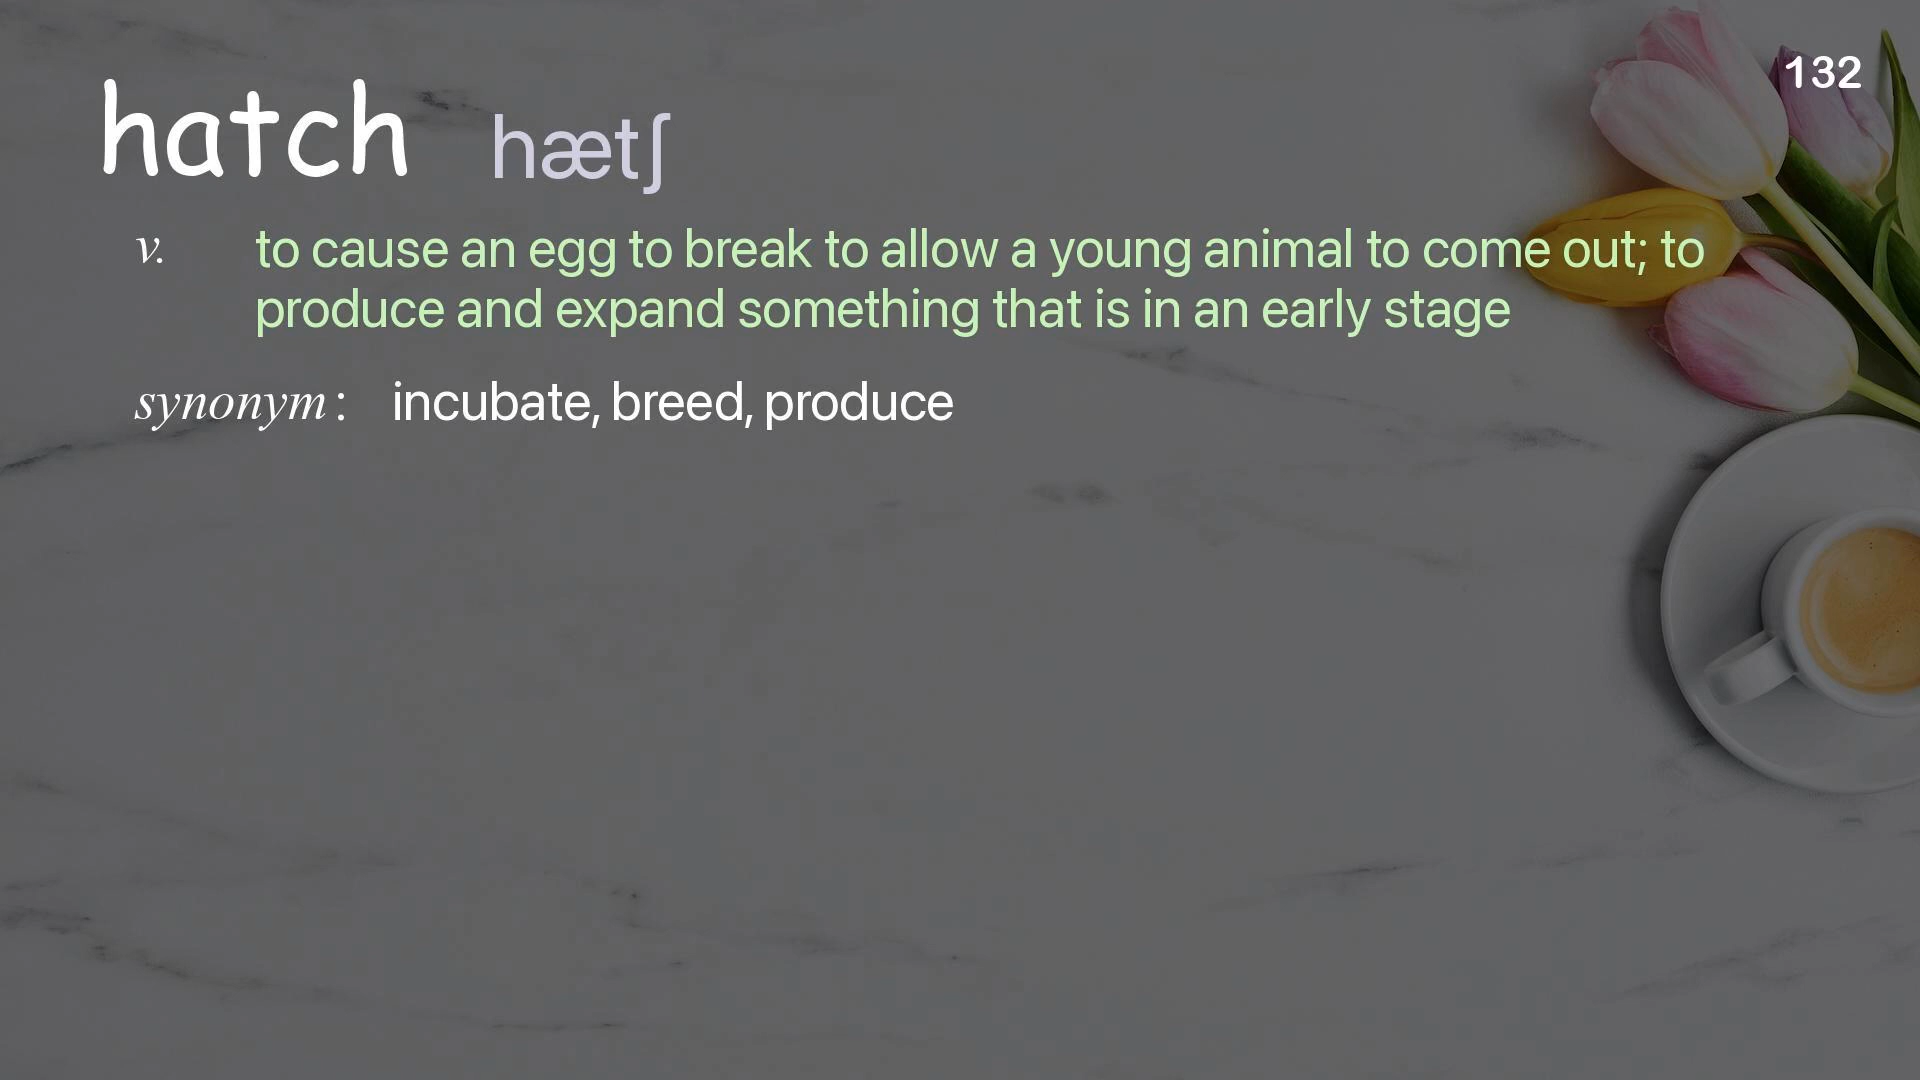 132
hatch hætʃ
v. to cause an egg to break to allow a young animal to come out; to
produce and expand something that is in an early stage
synonym: incubate, breed, produce